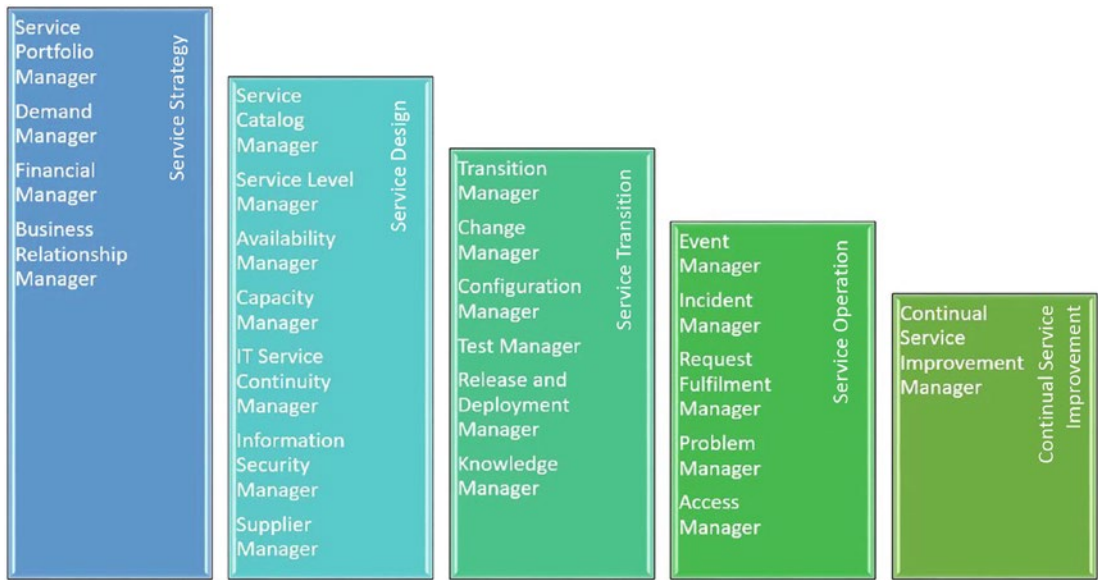 Service
Portfolio
Manager
Demand
Manager
Financial
Manager
Business
Relationship
Manager
Service Strategy
Service
Catalog
Manager
Service Level
Manager
Availability
Manager
Capacity
Manager
IT Service
Continuity
Manager
Information
Security
Manager
Supplier
Manager
Service Design
Transition
Manager
Change
Manager
Configuration
Manager
Test Manager
Release and
Deployment
Manager
Knowledge
Manager
Service Transition
Event
Manager
Incident
Manager
Request
Fulfilment
Manager
Problem
Manager
Access
Manager
Service Operation
Continual
Service
Improvement
Manager
Continual Service
Improvement